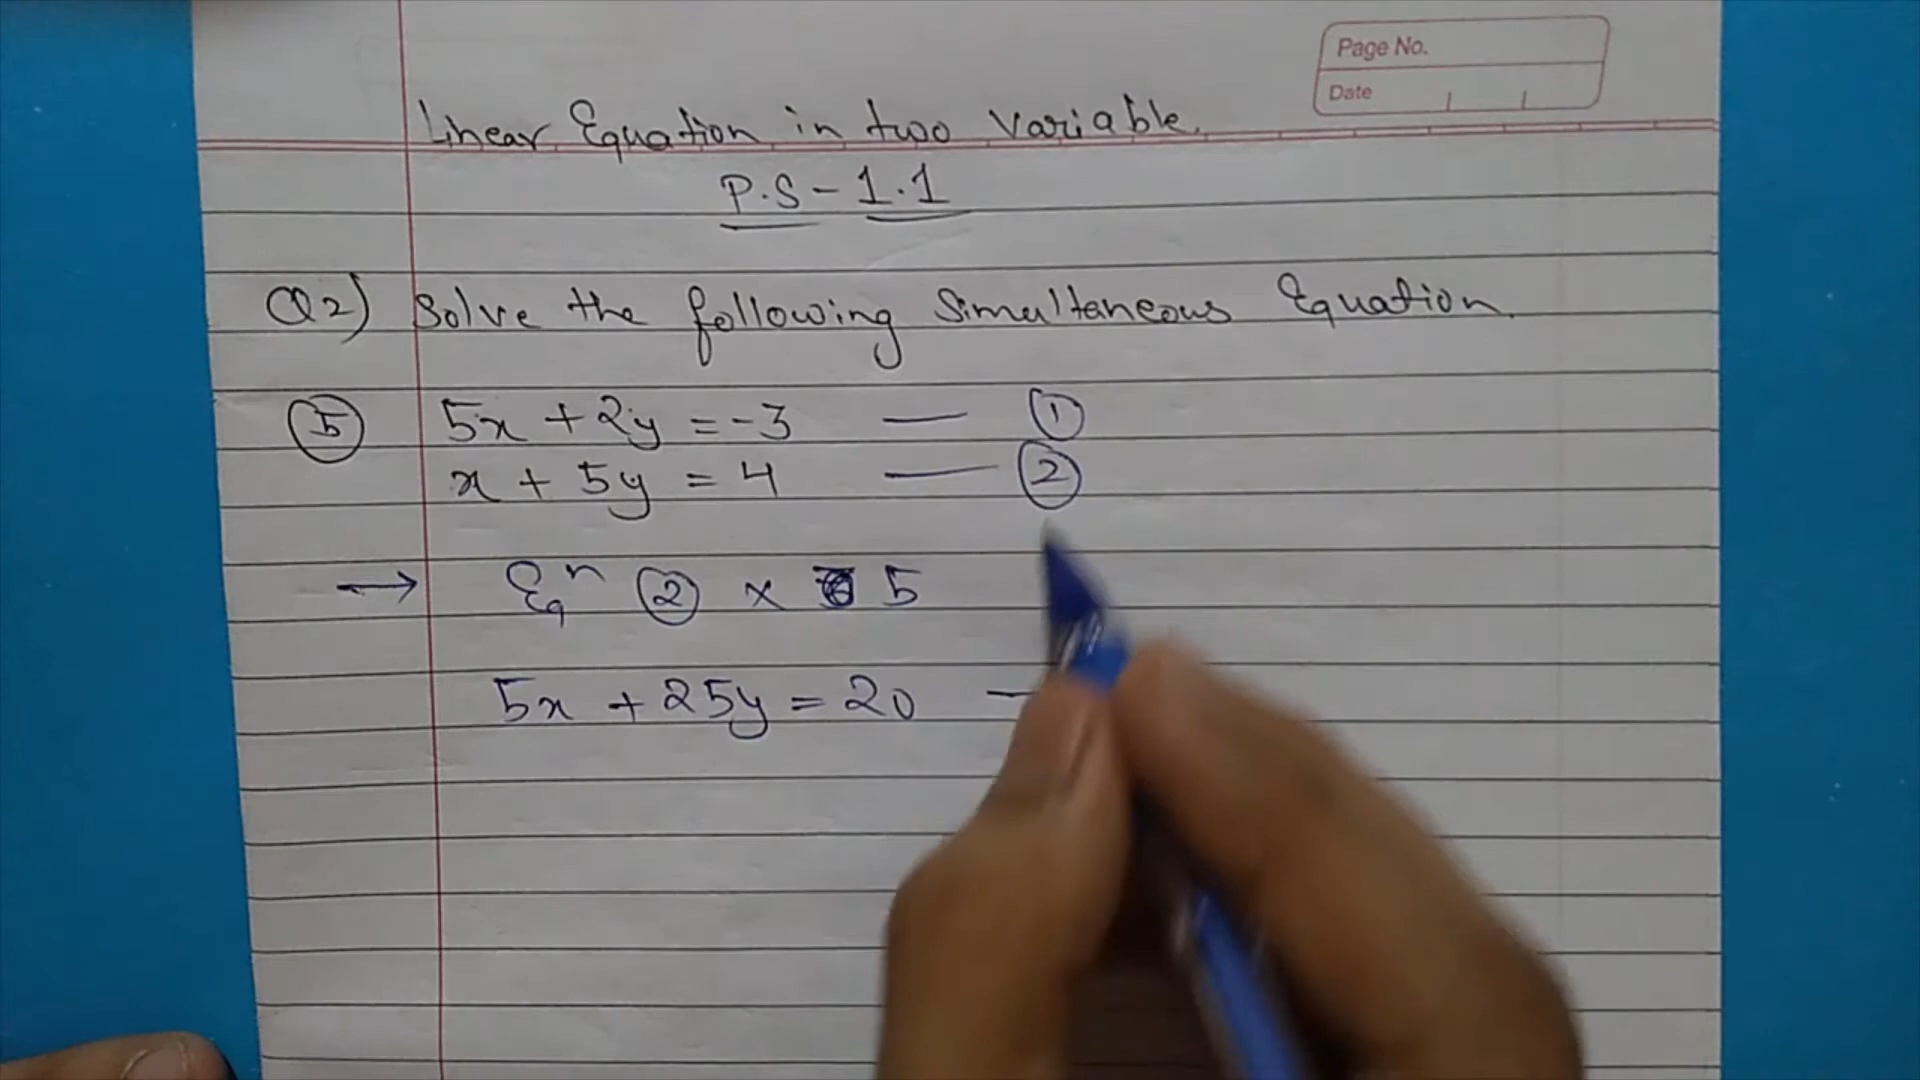 Page No.
Date
Linear Equation in two Variable.
P.S - 1.1
Q2) Solve the following Simultaneous Equation.
⑤ 5x + 2y = -3 — ①
x + 5y = 4 — ②
→ Eqⁿ ② × 5
5x + 25y = 20 —